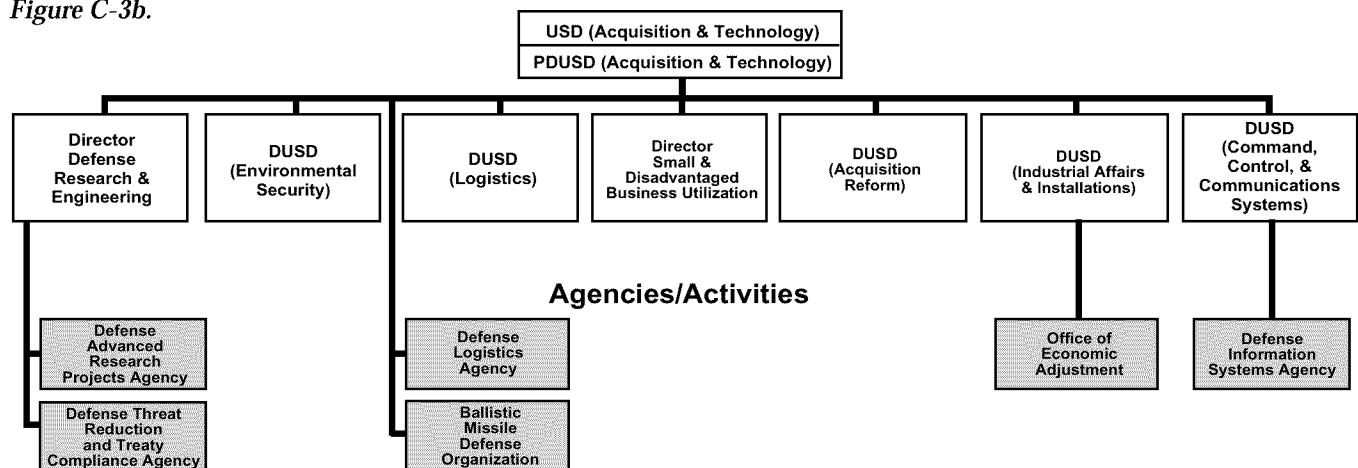 Figure C-3b.
USD (Acquisition & Technology)
PDUSD (Acquisition & Technology)
Director
Defense
Research &
Engineering
DUSD
(Environmental
Security)
DUSD
(Logistics)
Director
Small &
Disadvantaged
Business Utilization
DUSD
(Acquisition
Reform)
DUSD
(Industrial Affairs
& Installations)
DUSD
(Command,
Control, &
Communications
Systems)
Agencies/Activities
Defense
Advanced
Research
Projects Agency
Defense
Logistics
Agency
Office of
Economic
Adjustment
Defense
Information
Systems Agency
Defense Threat
Reduction
and Treaty
Compliance Agency
Ballistic
Missile
Defense
Organization